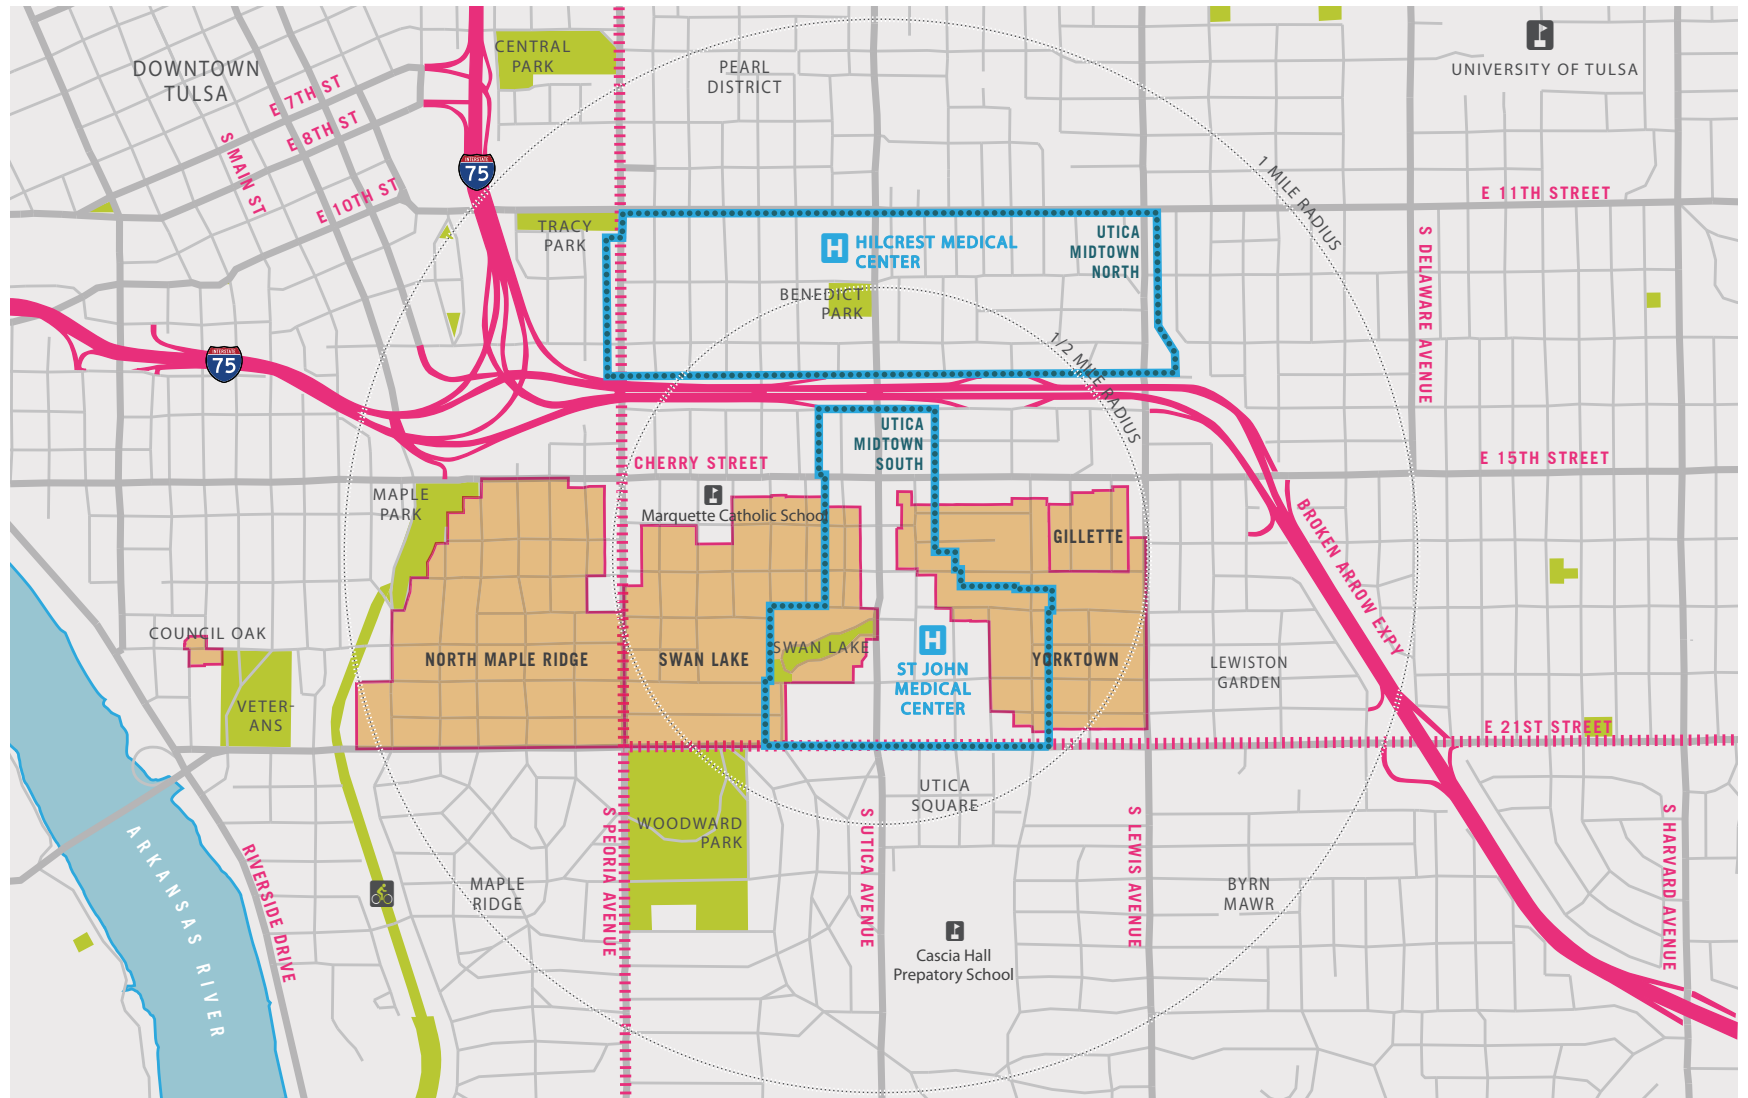 CENTRAL
PARK
DOWNTOWN
TULSA
PEARL
DISTRICT
UNIVERSITY OF TULSA
E 7TH ST
E 8TH ST
S MAIN ST
E 10TH ST
INTERSTATE
75
1 MILE RADIUS
E 11TH STREET
TRACY
PARK
HILCREST MEDICAL
CENTER
UTICA
MIDTOWN
NORTH
S DELAWARE AVENUE
BENEDICT
PARK
1/2 MILE RADIUS
INTERSTATE
75
UTICA
MIDTOWN
SOUTH
CHERRY STREET
E 15TH STREET
MAPLE
PARK
Marquette Catholic School
GILLETTE
BROKEN ARROW EXPY
COUNCIL OAK
NORTH MAPLE RIDGE
SWAN LAKE
SWAN LAKE
ST JOHN
MEDICAL
CENTER
YORKTOWN
LEWISTON
GARDEN
VETER-
ANS
E 21ST STREET
UTICA
SQUARE
WOODWARD
PARK
S PEORIA AVENUE
S UTICA AVENUE
S LEWIS AVENUE
S HARVARD AVENUE
ARKANSAS RIVER
RIVERSIDE DRIVE
MAPLE
RIDGE
BYRN
MAWR
Cascia Hall
Prepatory School